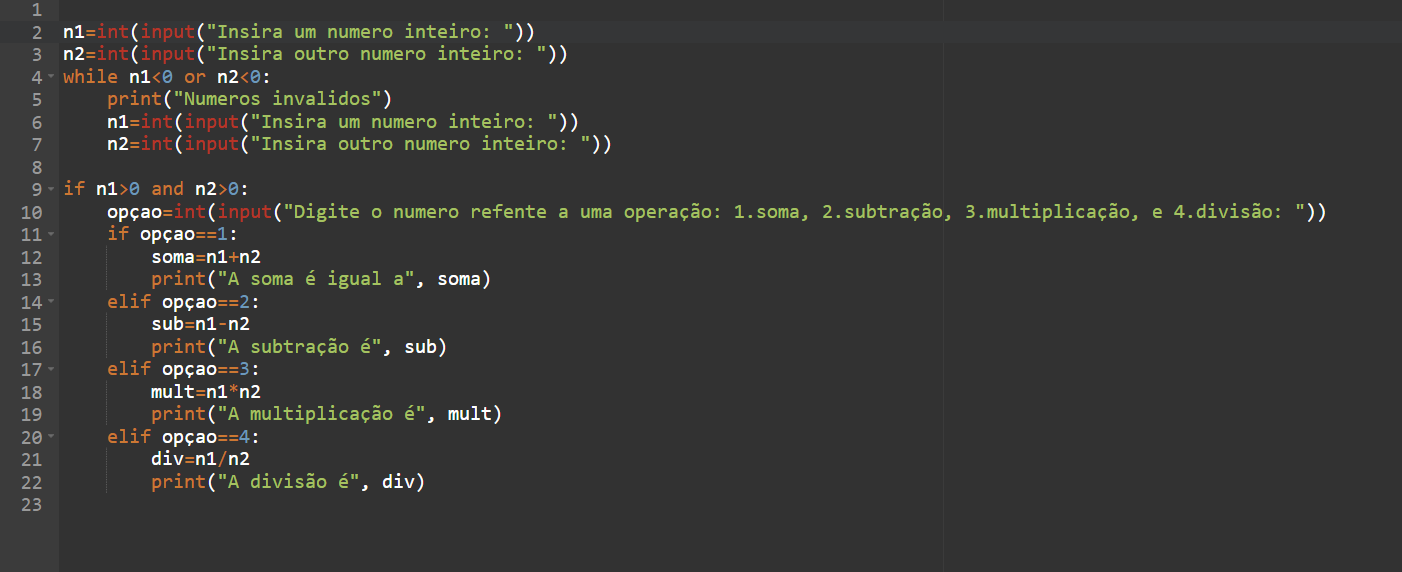 1
2 n1=int(input("Insira um numero inteiro: "))
3 n2=int(input("Insira outro numero inteiro: "))
4 while n1<0 or n2<0:
5     print("Numeros invalidos")
6     n1=int(input("Insira um numero inteiro: "))
7     n2=int(input("Insira outro numero inteiro: "))
8
9 if n1>0 and n2>0:
10     opçao=int(input("Digite o numero refente a uma operação: 1.soma, 2.subtração, 3.multiplicação, e 4.divisão: "))
11     if opçao==1:
12         soma=n1+n2
13         print("A soma é igual a", soma)
14     elif opçao==2:
15         sub=n1-n2
16         print("A subtração é", sub)
17     elif opçao==3:
18         mult=n1*n2
19         print("A multiplicação é", mult)
20     elif opçao==4:
21         div=n1/n2
22         print("A divisão é", div)
23